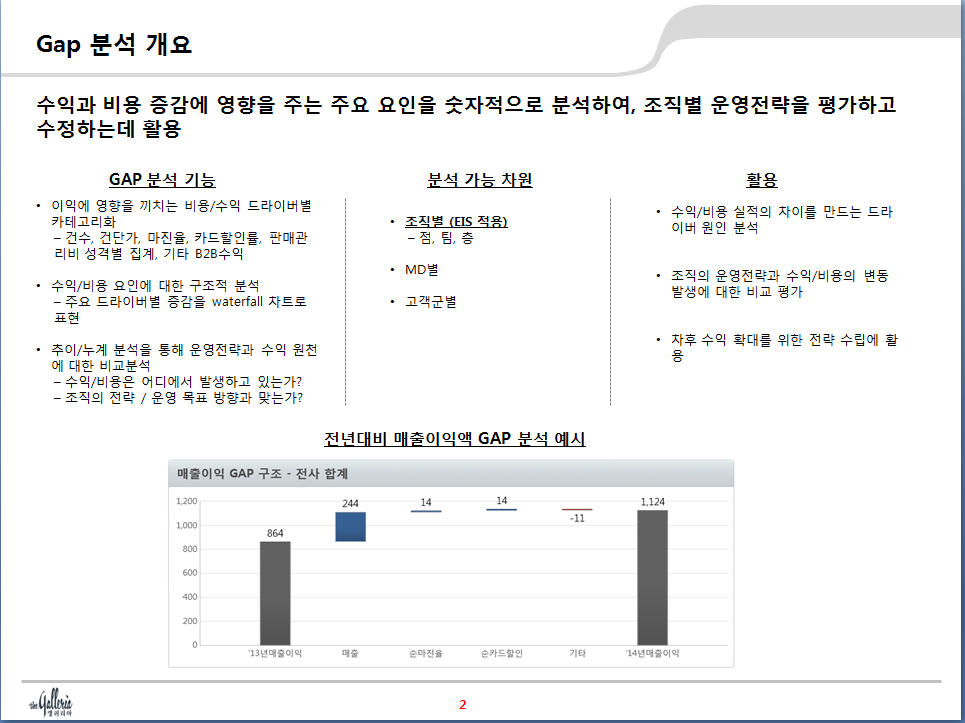 Gap 분석 개요
수익과 비용 증감에 영향을 주는 주요 요인을 숫자적으로 분석하여, 조직별 운영전략을 평가하고
수정하는데 활용
GAP 분석 기능
• 이익에 영향을 끼치는 비용/수익 드라이버별
카테고리화
– 건수, 건단가, 마진율, 카드할인률, 판매관
리비 성격별 집계, 기타 B2B수익
• 수익/비용 요인에 대한 구조적 분석
– 주요 드라이버별 증감을 waterfall 차트로
표현
• 추이/누계 분석을 통해 운영전략과 수익 원천
에 대한 비교분석
– 수익/비용은 어디에서 발생하고 있는가?
– 조직의 전략 / 운영 목표 방향과 맞는가?
분석 가능 차원
• 조직별 (EIS 적용)
– 점, 팀, 층
• MD별
• 고객군별
활용
• 수익/비용 실적의 차이를 만드는 드라
이버 원인 분석
• 조직의 운영전략과 수익/비용의 변동
발생에 대한 비교 평가
• 차후 수익 확대를 위한 전략 수립에 활
용
전년대비 매출이익액 GAP 분석 예시
매출이익 GAP 구조 - 전사 합계
1,200
1,000
800
600
400
200
0
864
244
14
14
-11
1,124
'13년매출이익
매출
순마진율
순카드할인
기타
'14년매출이익
the Galleria
갤러리아
2